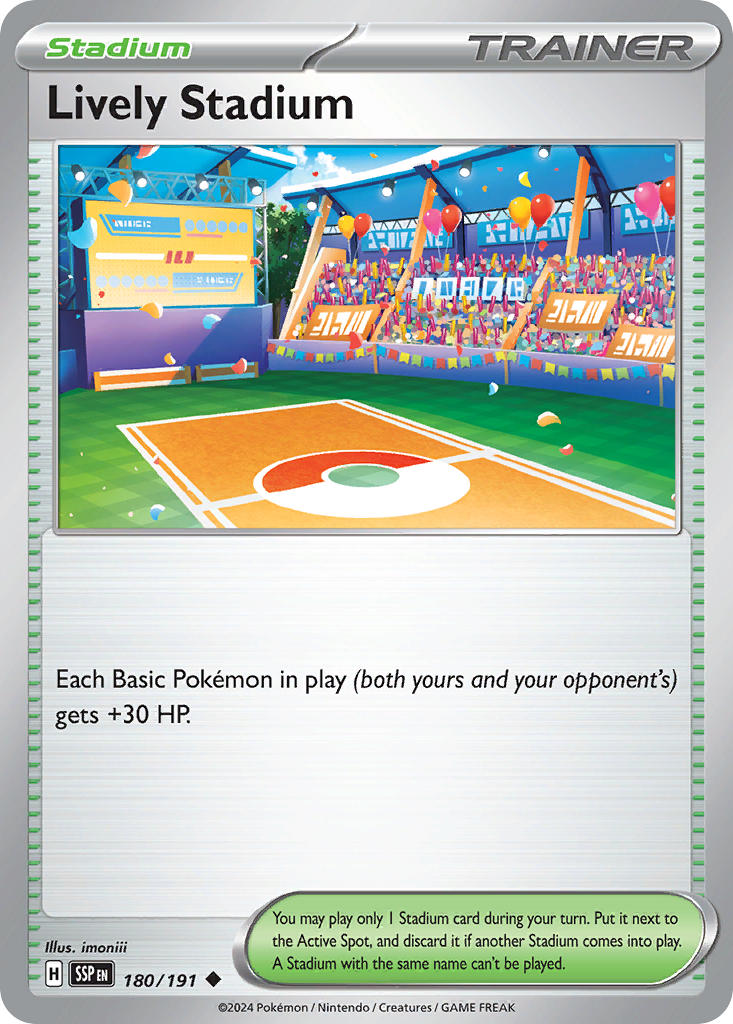 Stadium
TRAINER
Lively Stadium
Each Basic Pokémon in play (both yours and your opponent's)
gets +30 HP.
You may play only 1 Stadium card during your turn. Put it next to
the Active Spot, and discard it if another Stadium comes into play.
A Stadium with the same name can't be played.
Illus. imoniii
H SSP EN 180/191
©2024 Pokémon / Nintendo / Creatures / GAME FREAK